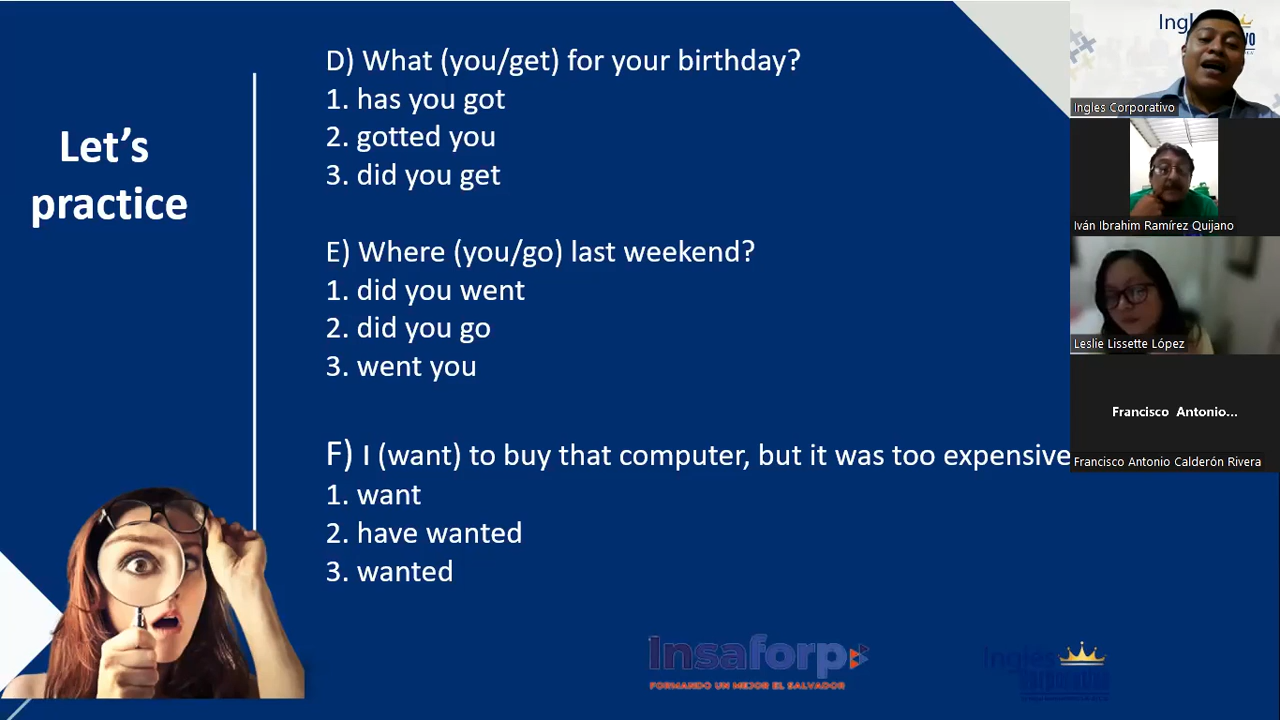 Let's
practice
D) What (you/get) for your birthday?
1. has you got
2. gotted you
3. did you get
E) Where (you/go) last weekend?
1. did you went
2. did you go
3. went you
F) I (want) to buy that computer, but it was too expensive
1. want
2. have wanted
3. wanted
Insaforp
FORMANDO UN MEJOR EL SALVADOR
Ingles
Ingles Corporativo
Iván Ibrahim Ramírez Quijano
Leslie Lissette López
Francisco Antonio...
Francisco Antonio Calderón Rivera